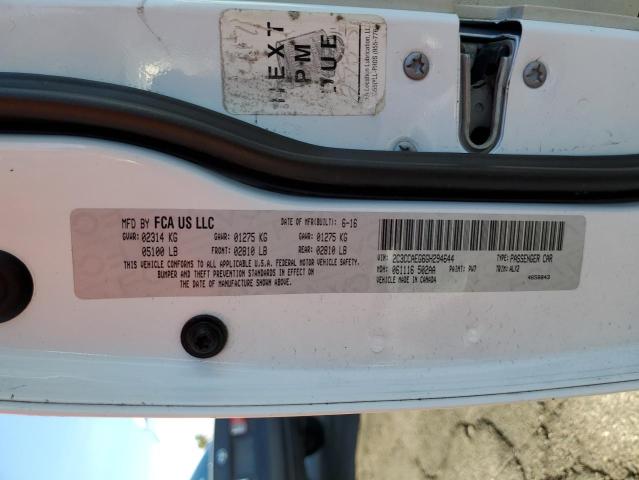 NEXT
PM
DUE
MFD BY FCA US LLC
DATE OF MFR(BUILT): 6-16
GVWR: 02314 KG
GAWR: 01275 KG
GAWR: 01275 KG
05100 LB
FRONT: 02810 LB
REAR: 02810 LB
THIS VEHICLE CONFORMS TO ALL APPLICABLE U.S.A. FEDERAL MOTOR VEHICLE SAFETY,
BUMPER AND THEFT PREVENTION STANDARDS IN EFFECT ON
THE DATE OF MANUFACTURE SHOWN ABOVE.
VIN: 2C3CCAEG6GH294644
TYPE: PASSENGER CAR
MDH: 061116 502AA
PAINT: PW7
TRIM: ALX2
VEHICLE MADE IN CANADA